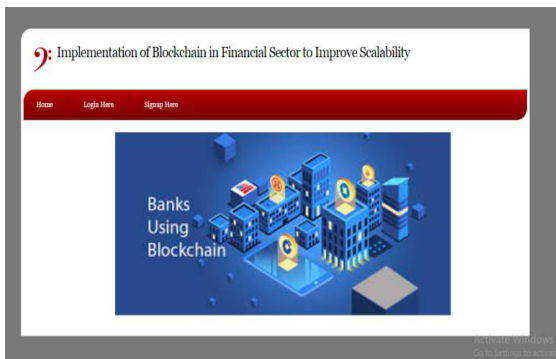 Implementation of Blockchain in Financial Sector to Improve Scalability
Home Login Here Signup Here
Banks
Using
Blockchain
Activate Windows
Go to Settings to activate